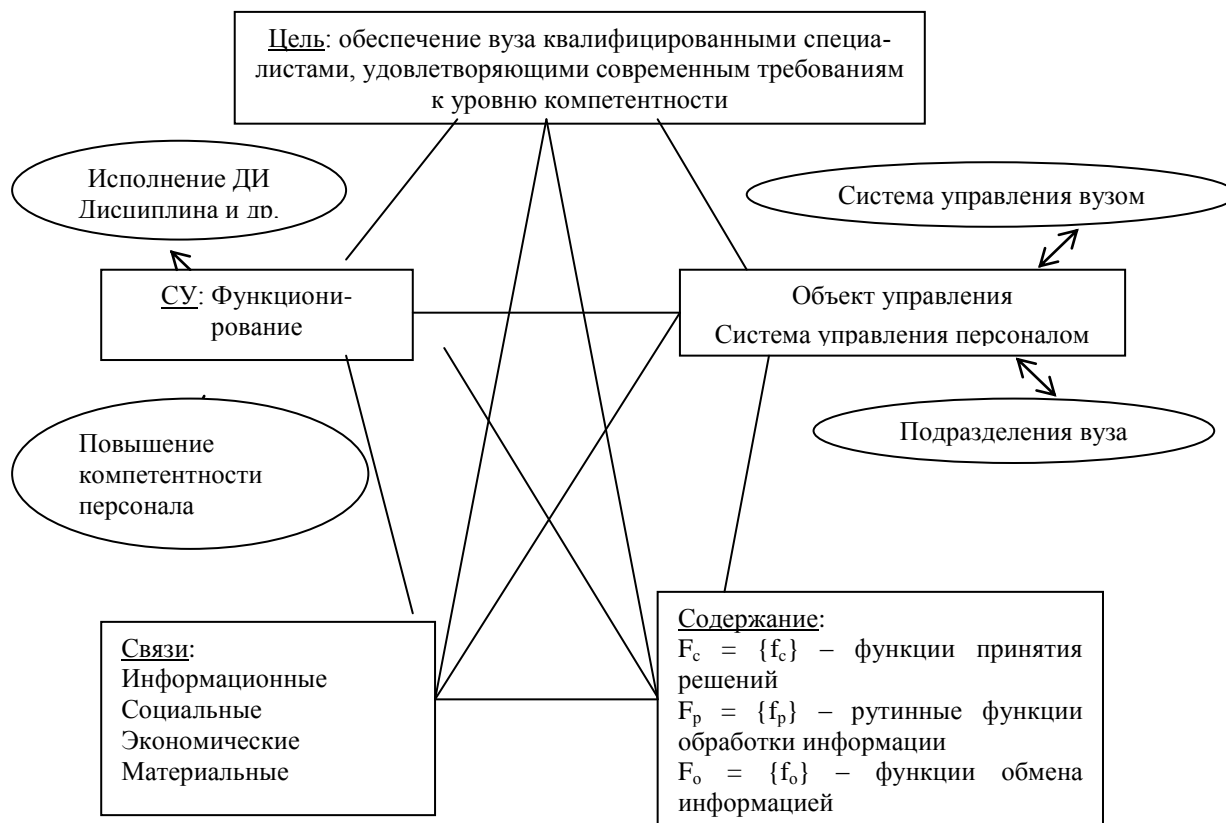 Цель: обеспечение вуза квалифицированными специа-
листами, удовлетворяющими современным требованиям
к уровню компетентности
Исполнение ДИ
Дисциплина и др.
Система управления вузом
СУ: Функциони-
рование
Объект управления
Система управления персоналом
Повышение
компетентности
персонала
Подразделения вуза
Связи:
Информационные
Социальные
Экономические
Материальные
Содержание:
Fc = {fc} – функции принятия
решений
Fp = {fp} – рутинные функции
обработки информации
Fo = {fo} – функции обмена
информацией